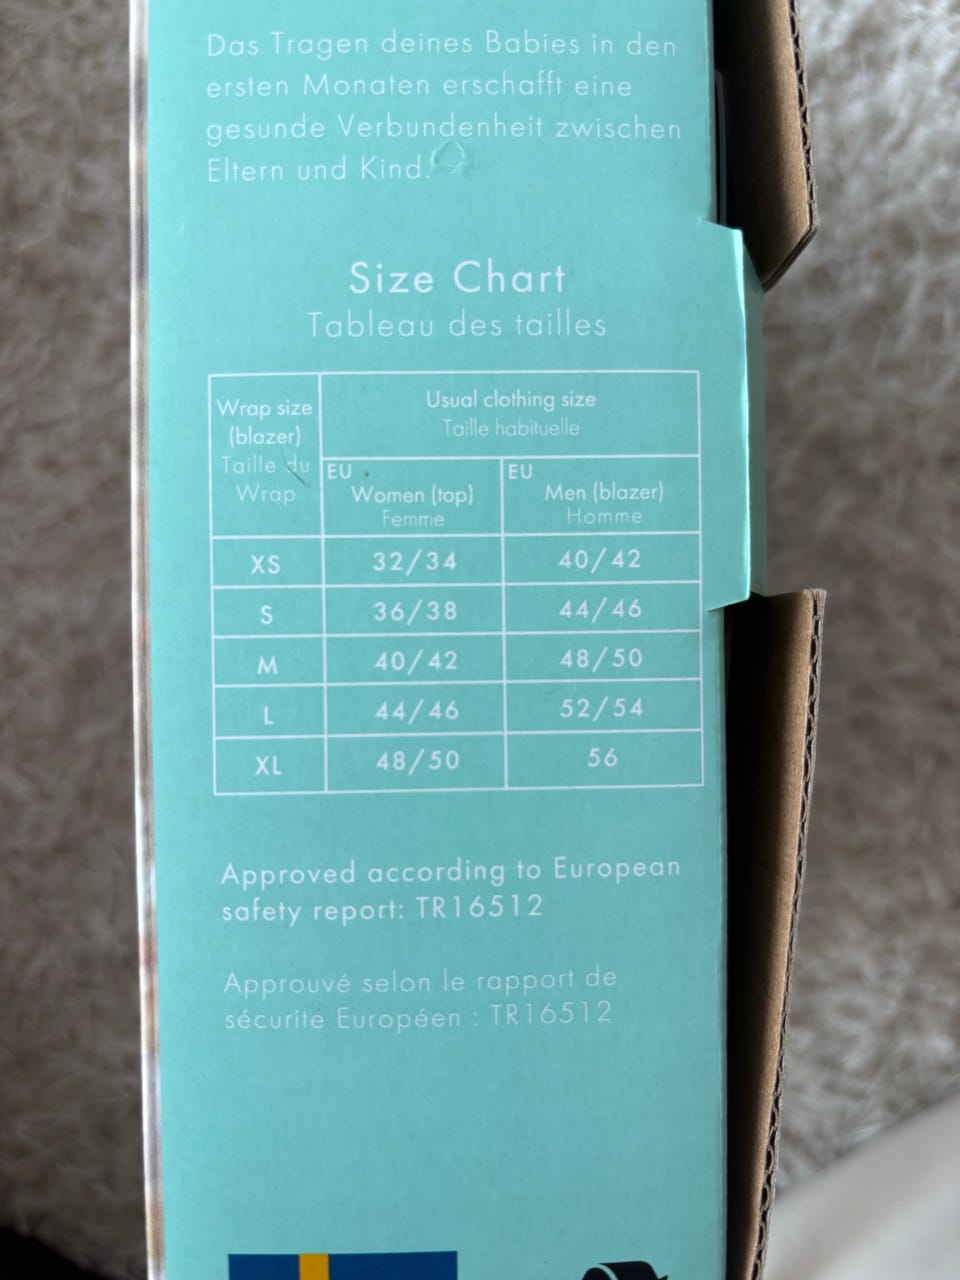 Das Tragen deines Babies in den
ersten Monaten erschafft eine
gesunde Verbundenheit zwischen
Eltern und Kind.
Size Chart
Tableau des tailles
Wrap size
(blazer)
Taille du
Wrap
Usual clothing size
Taille habituelle
EU
Women (top)
Femme
EU
Men (blazer)
Homme
XS 32/34 40/42
S 36/38 44/46
M 40/42 48/50
L 44/46 52/54
XL 48/50 56
Approved according to European
safety report: TR16512
Approuvé selon le rapport de
sécurité Européen : TR16512